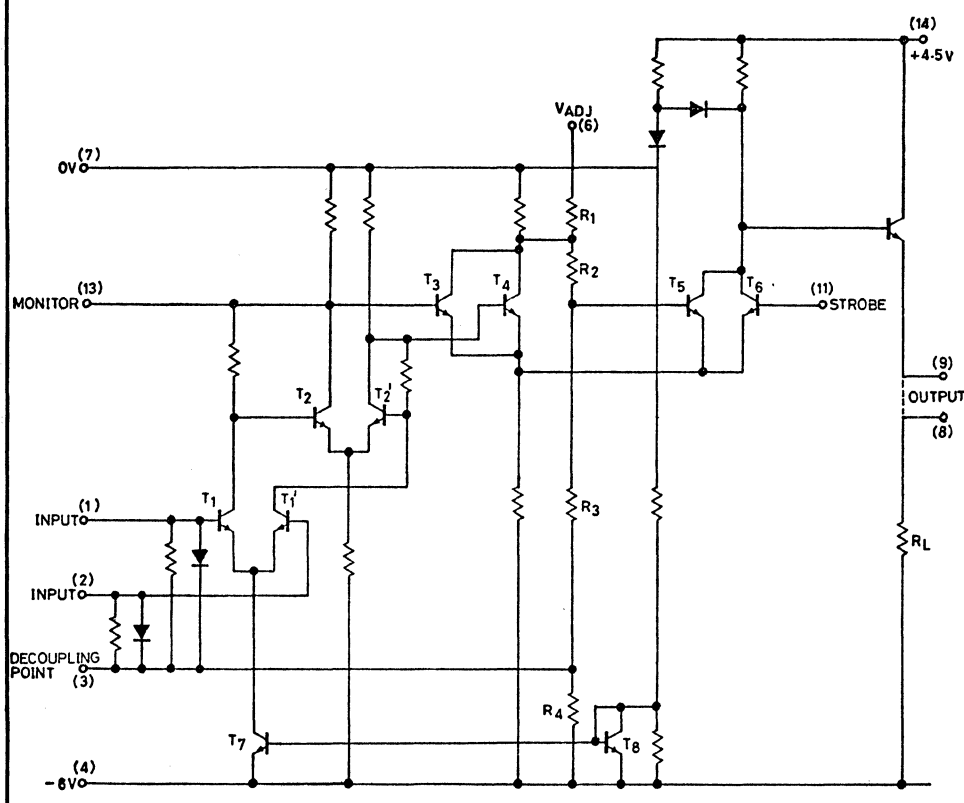 (14)
+4·5V
VADJ
(6)
0V (7)
R1
R2
MONITOR (13)
T3
T4
T5
T6
(11)
STROBE
T2
T2'
(9)
OUTPUT
(8)
INPUT (1)
T1
T1'
R3
RL
INPUT (2)
DECOUPLING
POINT
(3)
R4
T7
T8
-6V (4)